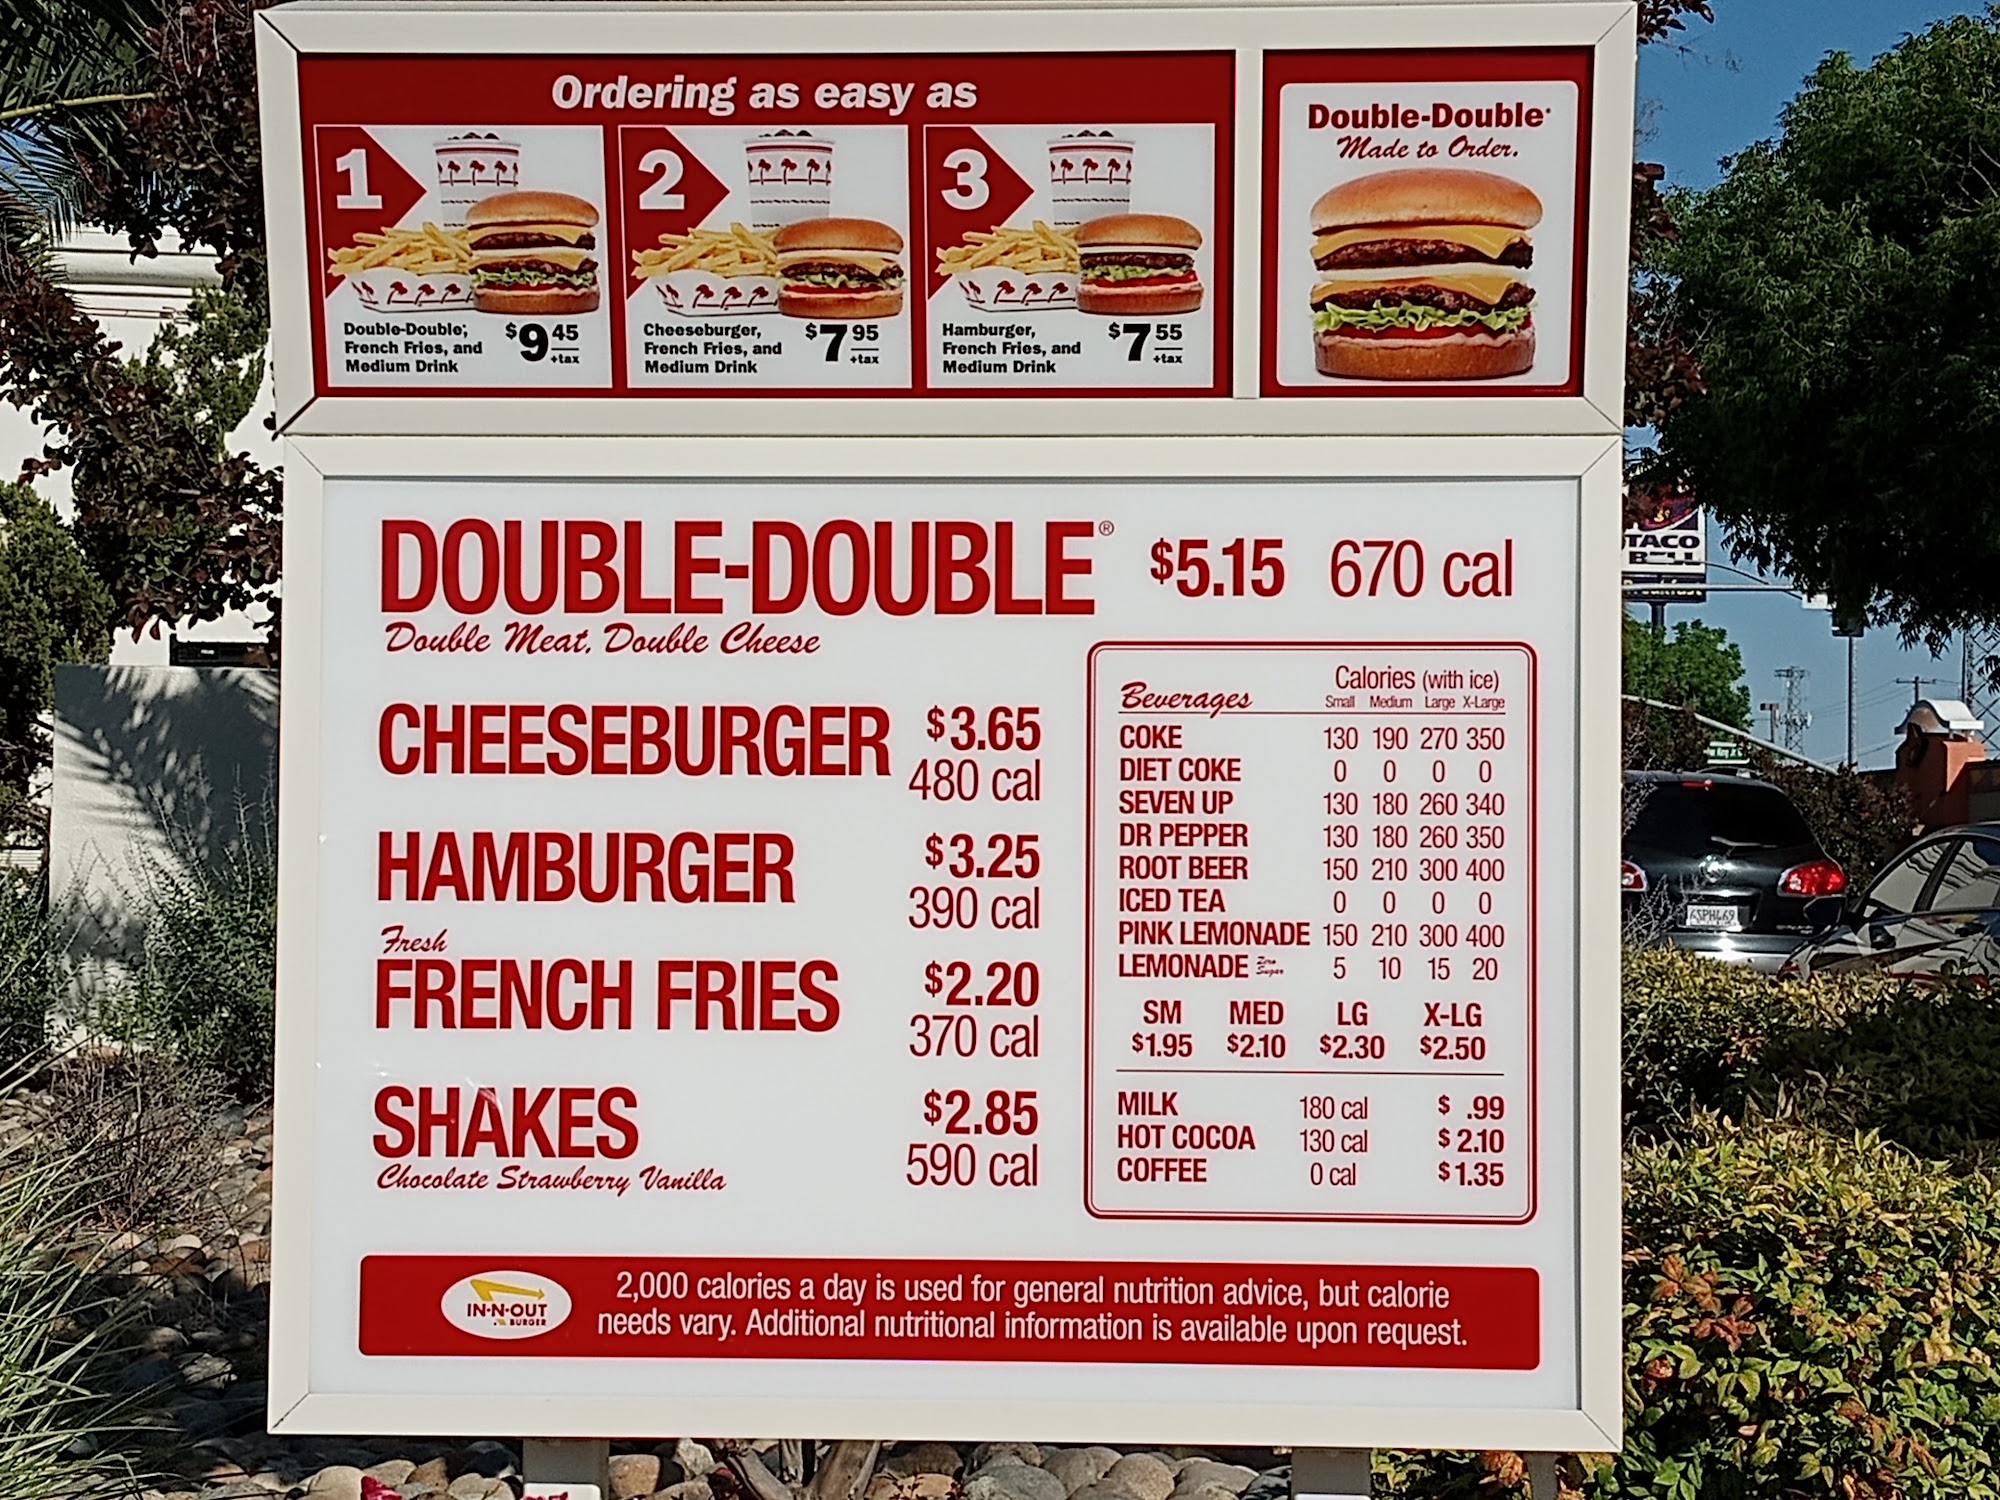 Ordering as easy as
1
Double-Double,
French Fries, and
Medium Drink
$9 45
+tax
2
Cheeseburger,
French Fries, and
Medium Drink
$7 95
+tax
3
Hamburger,
French Fries, and
Medium Drink
$7 55
+tax
Double-Double®
Made to Order.
DOUBLE-DOUBLE® $5.15 670 cal
Double Meat, Double Cheese
CHEESEBURGER $3.65
480 cal
HAMBURGER $3.25
390 cal
Fresh
FRENCH FRIES $2.20
370 cal
SHAKES $2.85
590 cal
Chocolate Strawberry Vanilla
Calories (with ice)
Beverages Small Medium Large X-Large
COKE 130 190 270 350
DIET COKE 0 0 0 0
SEVEN UP 130 180 260 340
DR PEPPER 130 180 260 350
ROOT BEER 150 210 300 400
ICED TEA 0 0 0 0
PINK LEMONADE 150 210 300 400
LEMONADE Zero Sugar 5 10 15 20
SM MED LG X-LG
$1.95 $2.10 $2.30 $2.50
MILK 180 cal $ .99
HOT COCOA 130 cal $ 2.10
COFFEE 0 cal $ 1.35
IN-N-OUT
BURGER
2,000 calories a day is used for general nutrition advice, but calorie
needs vary. Additional nutritional information is available upon request.
TACO